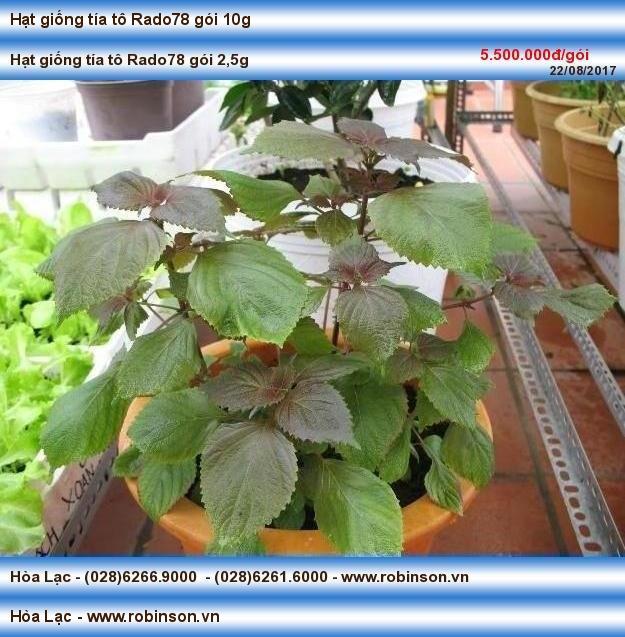 Hạt giống tía tô Rado78 gói 10g
Hạt giống tía tô Rado78 gói 2,5g
5.500.000đ/gói
22/08/2017
XOAN
Hòa Lạc - (028)6266.9000 - (028)6261.6000 - www.robinson.vn
Hòa Lạc - www.robinson.vn